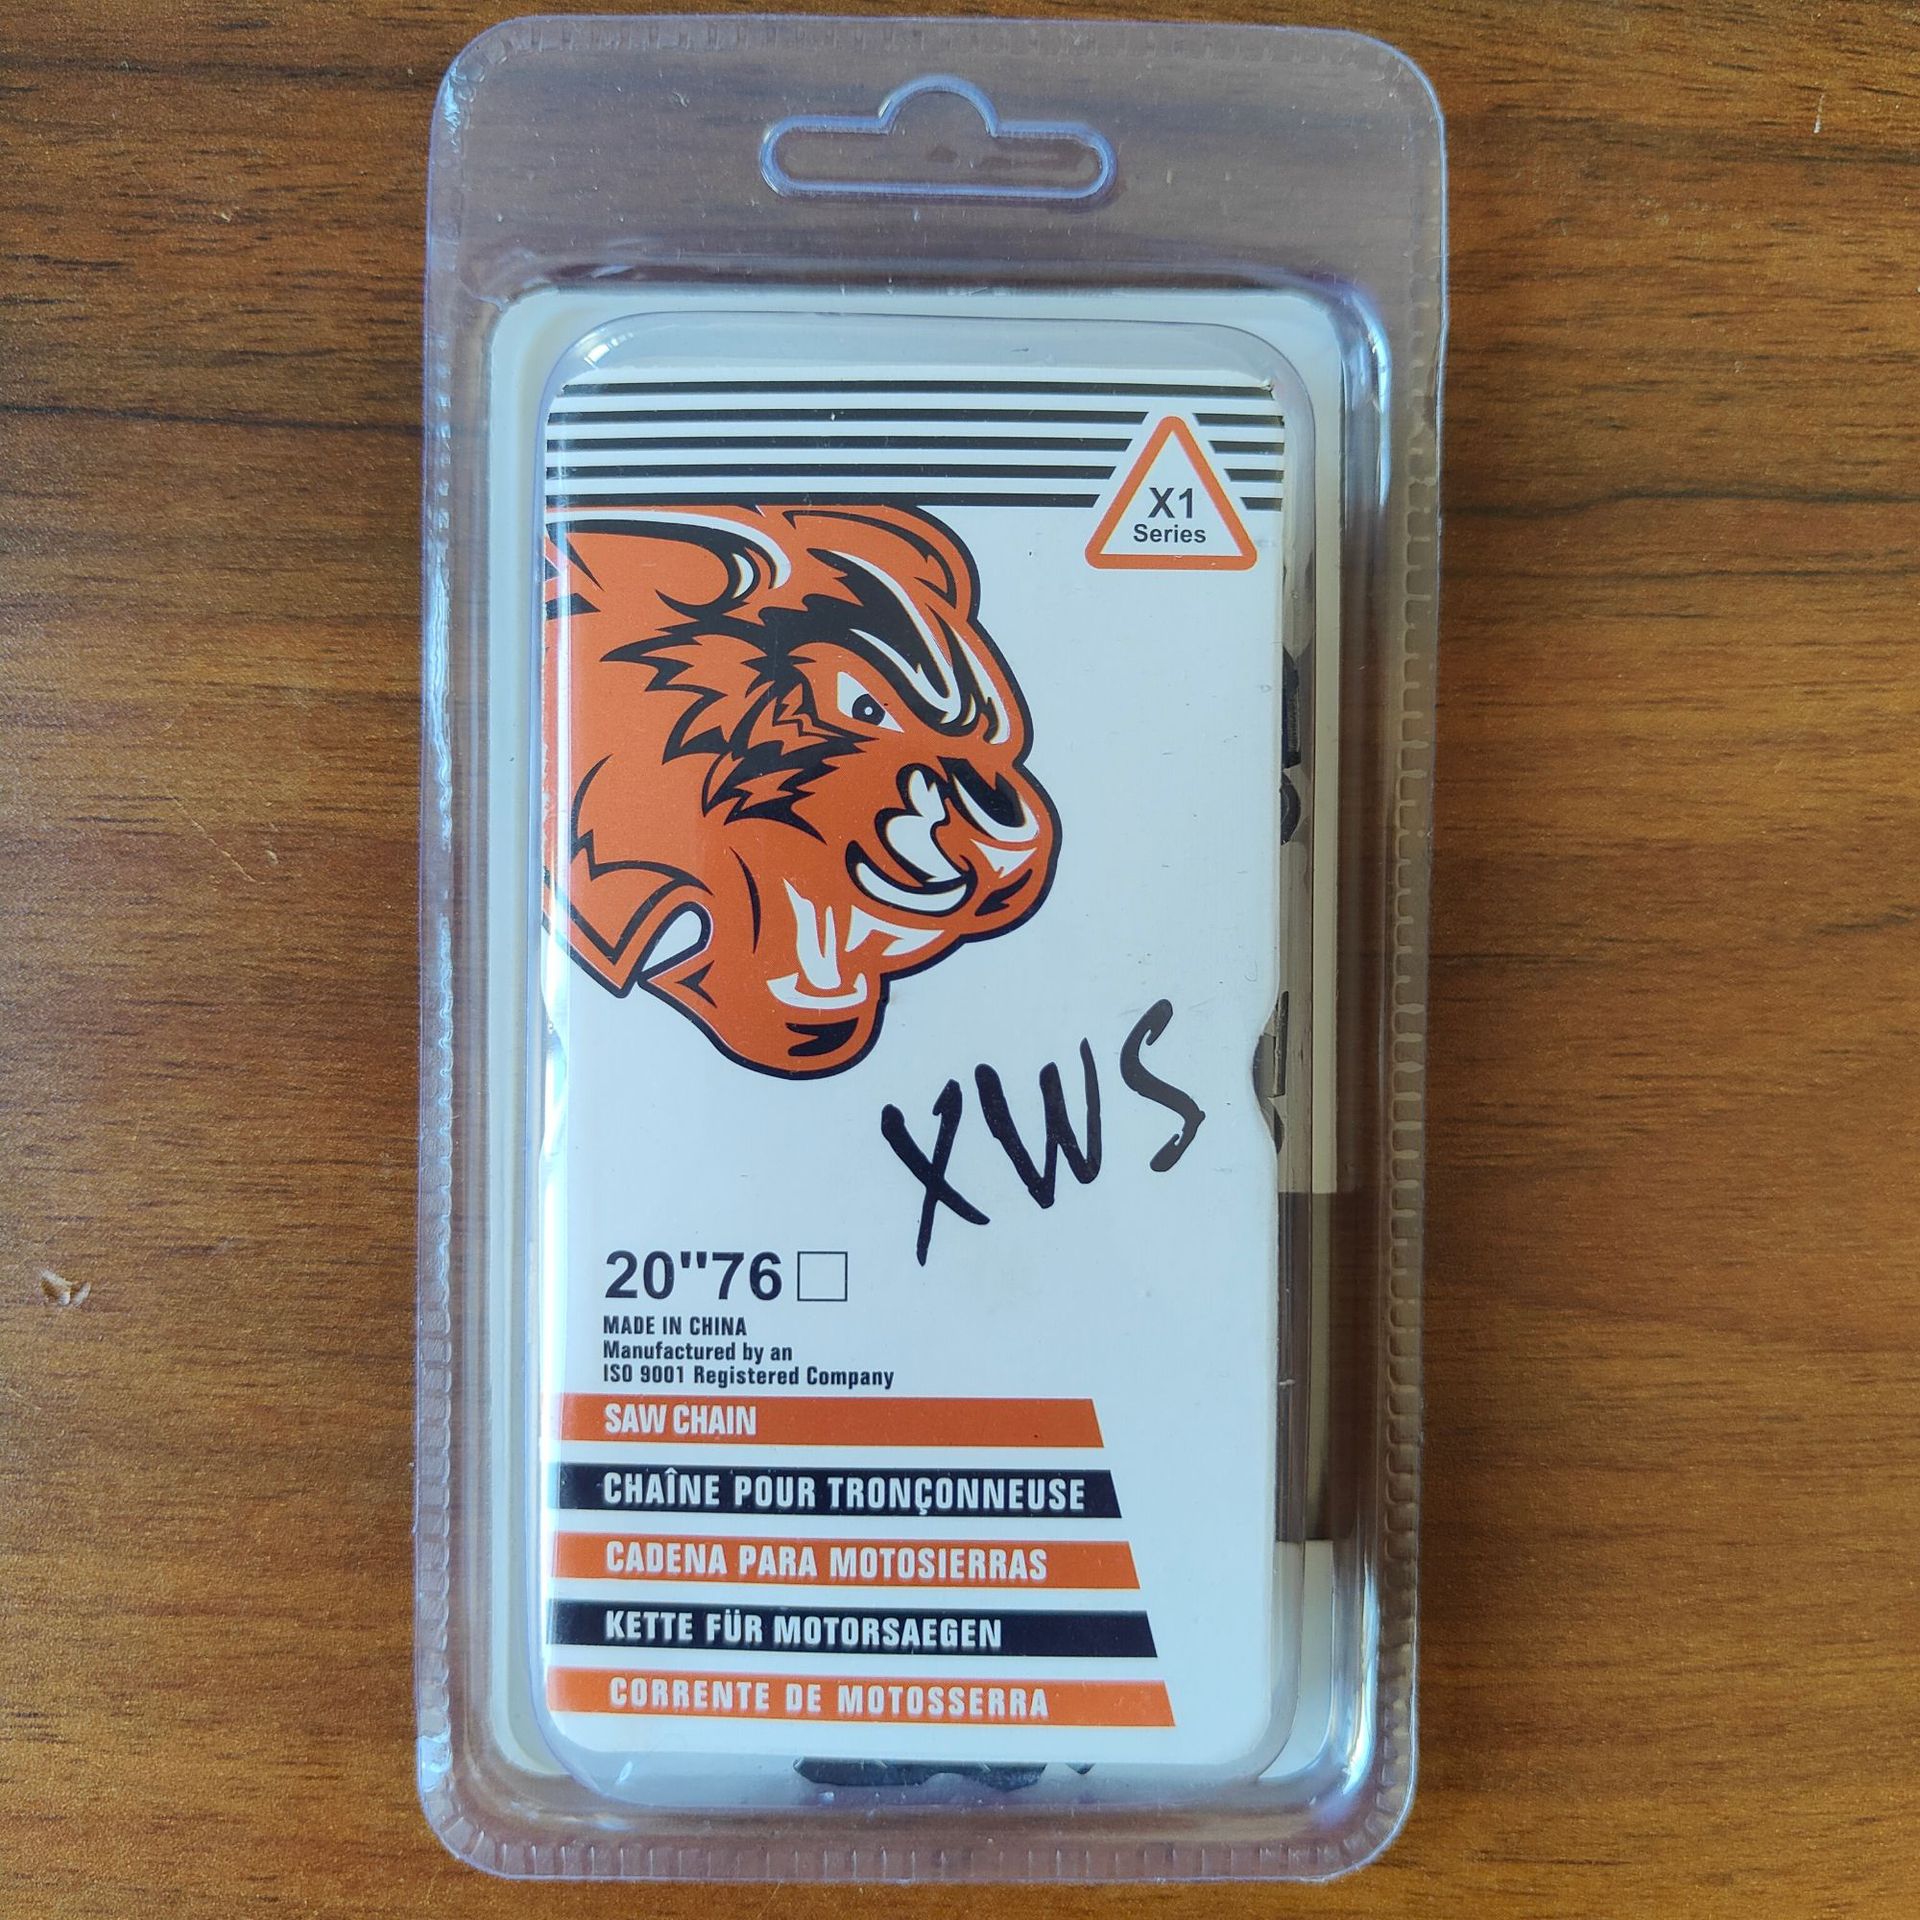 X1
Series
XWS
20"76
MADE IN CHINA
Manufactured by an
ISO 9001 Registered Company
SAW CHAIN
CHAÎNE POUR TRONÇONNEUSE
CADENA PARA MOTOSIERRAS
KETTE FÜR MOTORSAEGEN
CORRENTE DE MOTOSSERRA